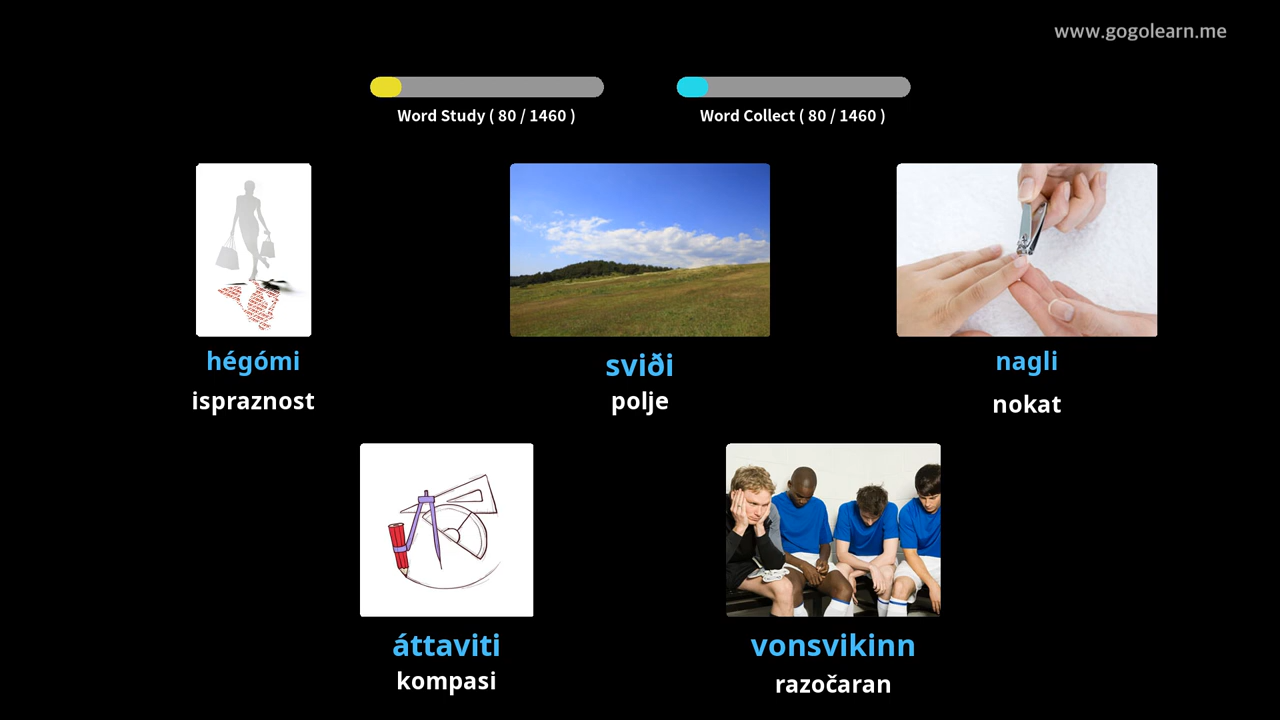 www.gogolearn.me
Word Study ( 80 / 1460 )
Word Collect ( 80 / 1460 )
hégómi
ispraznost
sviði
polje
nagli
nokat
áttaviti
kompasi
vonsvikinn
razočaran